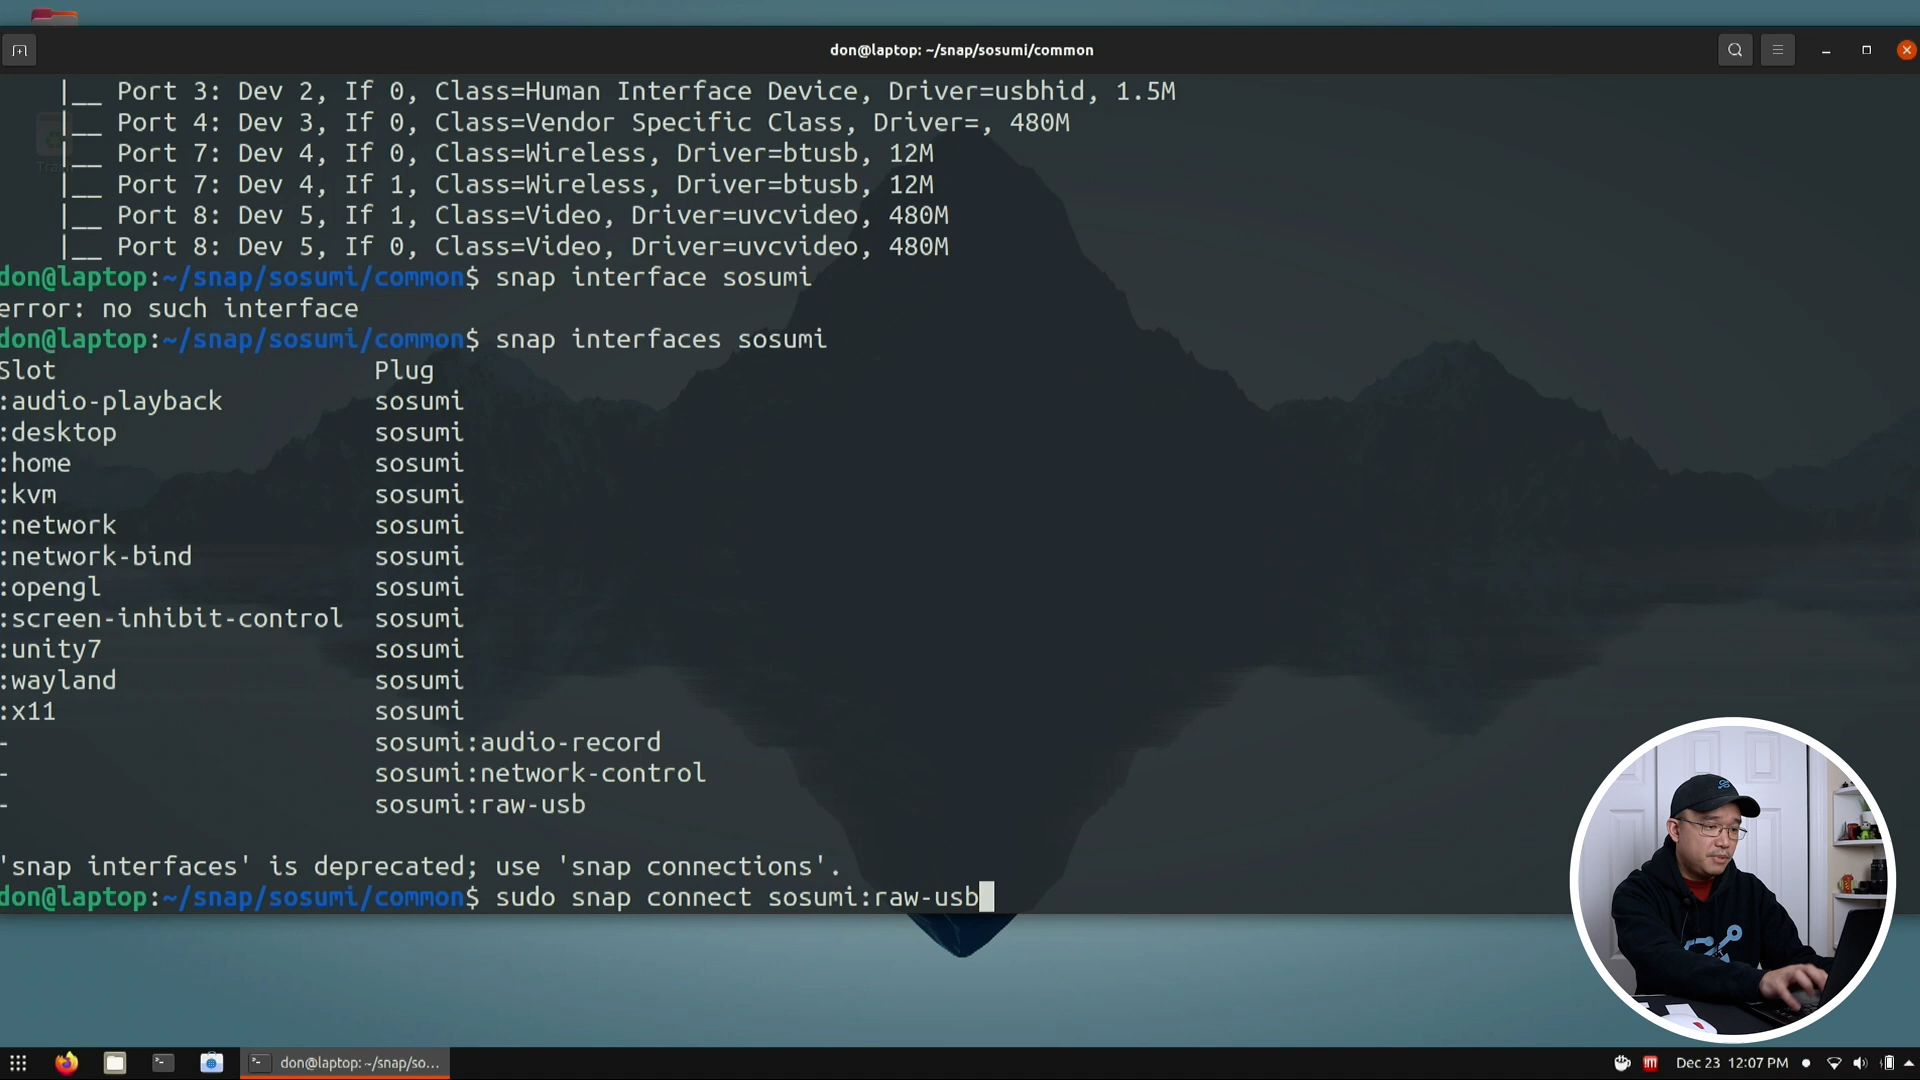 don@laptop: ~/snap/sosumi/common
|__ Port 3: Dev 2, If 0, Class=Human Interface Device, Driver=usbhid, 1.5M
|__ Port 4: Dev 3, If 0, Class=Vendor Specific Class, Driver=, 480M
|__ Port 7: Dev 4, If 0, Class=Wireless, Driver=btusb, 12M
|__ Port 7: Dev 4, If 1, Class=Wireless, Driver=btusb, 12M
|__ Port 8: Dev 5, If 1, Class=Video, Driver=uvcvideo, 480M
|__ Port 8: Dev 5, If 0, Class=Video, Driver=uvcvideo, 480M
don@laptop:~/snap/sosumi/common$ snap interface sosumi
error: no such interface
don@laptop:~/snap/sosumi/common$ snap interfaces sosumi
Slot Plug
:audio-playback sosumi
:desktop sosumi
:home sosumi
:kvm sosumi
:network sosumi
:network-bind sosumi
:opengl sosumi
:screen-inhibit-control sosumi
:unity7 sosumi
:wayland sosumi
:x11 sosumi
- sosumi:audio-record
- sosumi:network-control
- sosumi:raw-usb
'snap interfaces' is deprecated; use 'snap connections'.
don@laptop:~/snap/sosumi/common$ sudo snap connect sosumi:raw-usb
don@laptop: ~/snap/so...
Dec 23 12:07 PM